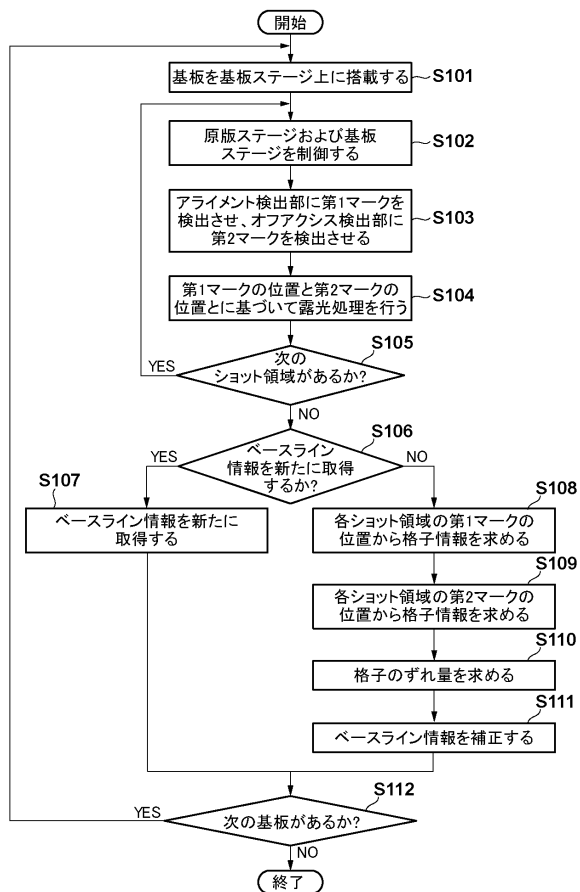 開始
基板を基板ステージ上に搭載する
S101
原版ステージおよび基板
ステージを制御する
S102
アライメント検出部に第1マークを
検出させ、オフアクシス検出部に
第2マークを検出させる
S103
第1マークの位置と第2マークの
位置とに基づいて露光処理を行う
S104
S105
YES
次の
ショット領域があるか?
NO
S106
YES
ベースライン
情報を新たに取得
するか?
NO
S107
ベースライン情報を新たに
取得する
S108
各ショット領域の第1マークの
位置から格子情報を求める
S109
各ショット領域の第2マークの
位置から格子情報を求める
S110
格子のずれ量を求める
S111
ベースライン情報を補正する
S112
YES
次の基板があるか?
NO
終了